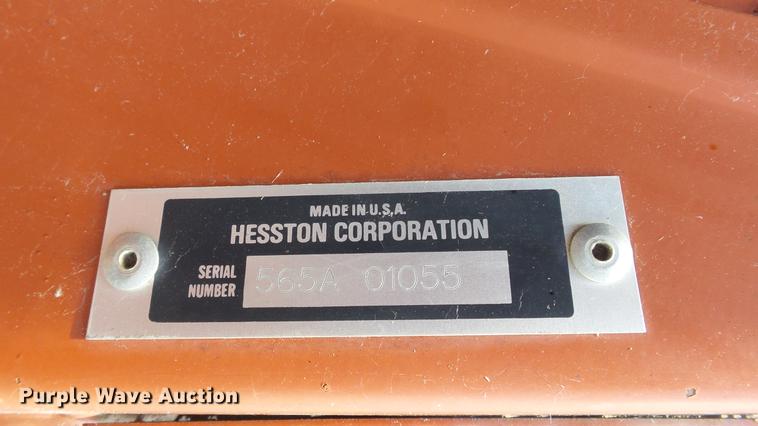 MADE IN U.S.A.
HESSTON CORPORATION
SERIAL NUMBER 565A 01055
Purple Wave Auction